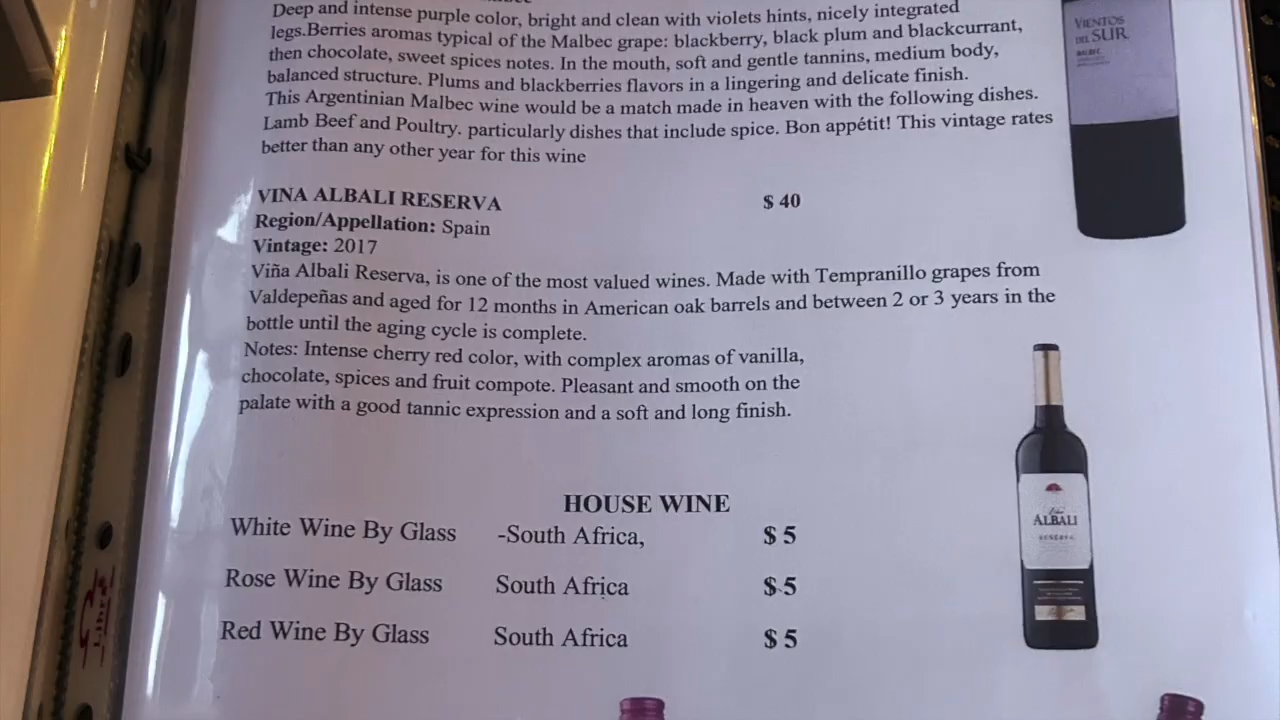 Deep and intense purple color, bright and clean with violets hints, nicely integrated
legs.Berries aromas typical of the Malbec grape: blackberry, black plum and blackcurrant,
then chocolate, sweet spices notes. In the mouth, soft and gentle tannins, medium body,
balanced structure. Plums and blackberries flavors in a lingering and delicate finish.
This Argentinian Malbec wine would be a match made in heaven with the following dishes.
Lamb Beef and Poultry. particularly dishes that include spice. Bon appétit! This vintage rates
better than any other year for this wine
VIENTOS
DEL SUR
MALBEC
VINA ALBALI RESERVA $ 40
Region/Appellation: Spain
Vintage: 2017
Viña Albali Reserva, is one of the most valued wines. Made with Tempranillo grapes from
Valdepeñas and aged for 12 months in American oak barrels and between 2 or 3 years in the
bottle until the aging cycle is complete.
Notes: Intense cherry red color, with complex aromas of vanilla,
chocolate, spices and fruit compote. Pleasant and smooth on the
palate with a good tannic expression and a soft and long finish.
ALBALI
RESERVA
HOUSE WINE
White Wine By Glass -South Africa, $ 5
Rose Wine By Glass South Africa $ 5
Red Wine By Glass South Africa $ 5